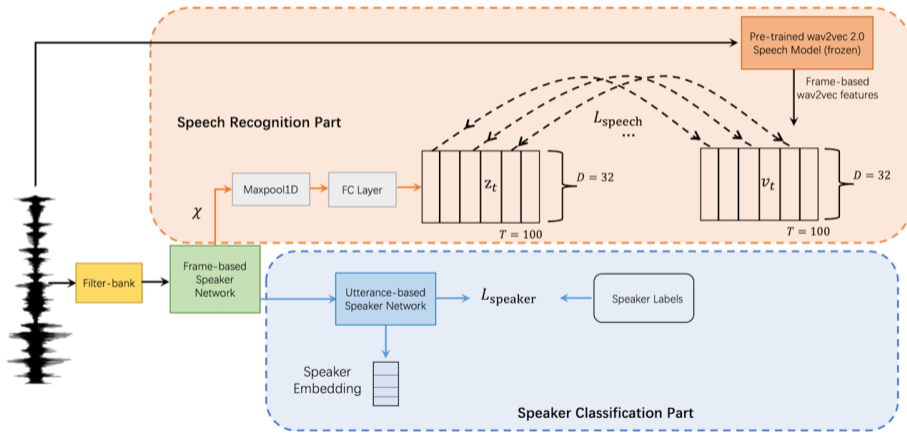 Pre-trained wav2vec 2.0
Speech Model (frozen)
Frame-based
wav2vec features
Speech Recognition Part
L_speech
...
Maxpool1D
FC Layer
z_t
D = 32
v_t
D = 32
χ
T = 100
T = 100
Filter-bank
Frame-based
Speaker
Network
Utterance-based
Speaker Network
L_speaker
Speaker Labels
Speaker
Embedding
Speaker Classification Part